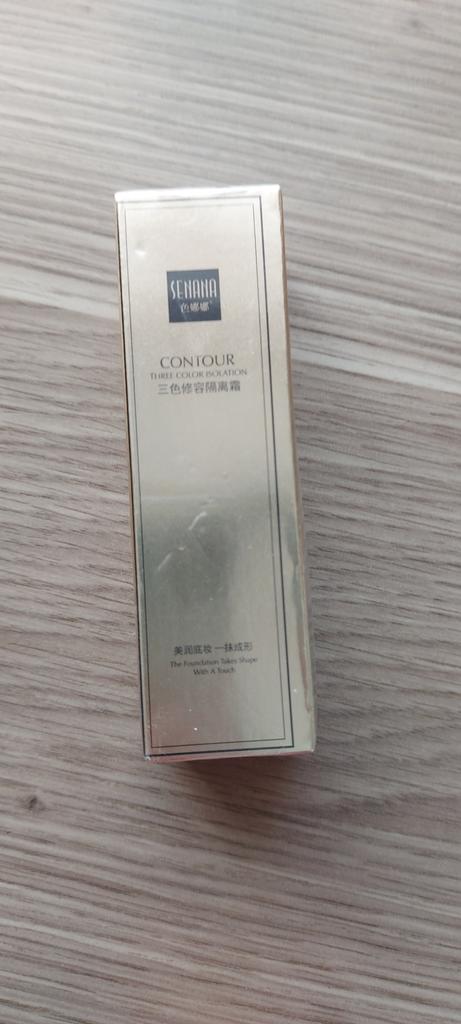 SENANA
色娜娜®
CONTOUR
THREE COLOR ISOLATION
三色修容隔离霜
美润底妆 一抹成形
The Foundation Takes Shape
With A Touch